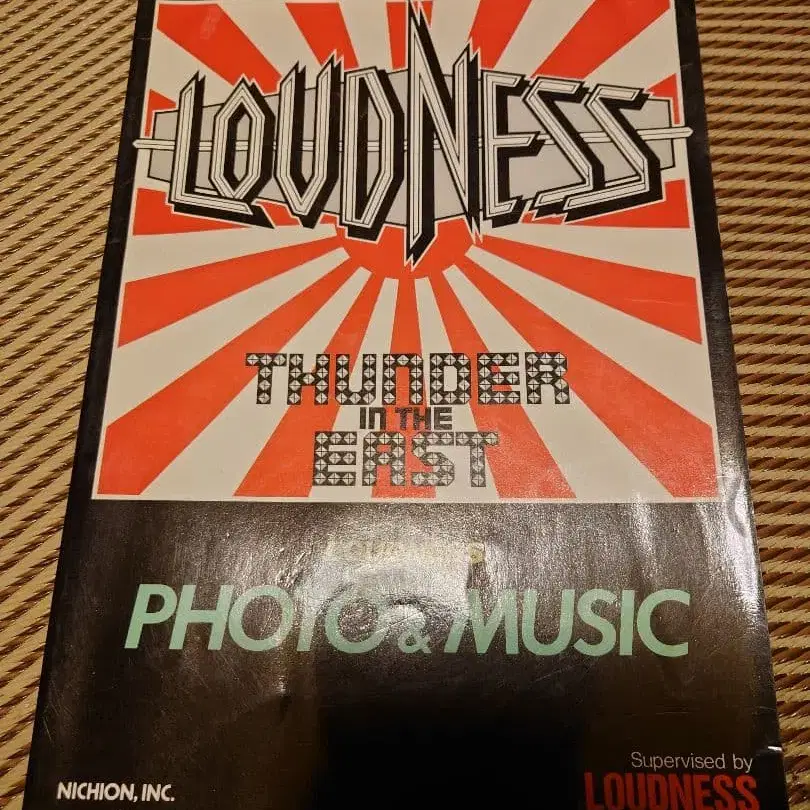 LOUDNESS
THUNDER
IN THE
EAST
PHOTO & MUSIC
Supervised by
NICHION, INC.
LOUDNESS